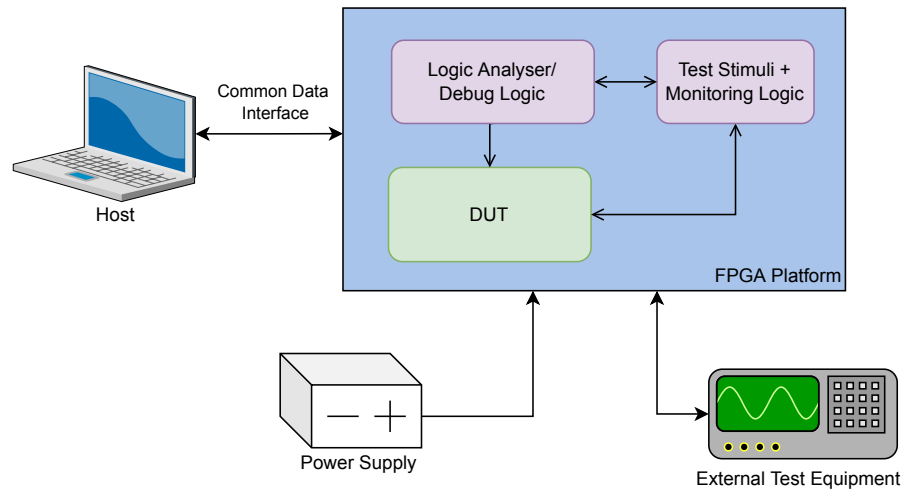 Common Data
Interface
Host
Logic Analyser/
Debug Logic
Test Stimuli +
Monitoring Logic
DUT
FPGA Platform
Power Supply
External Test Equipment